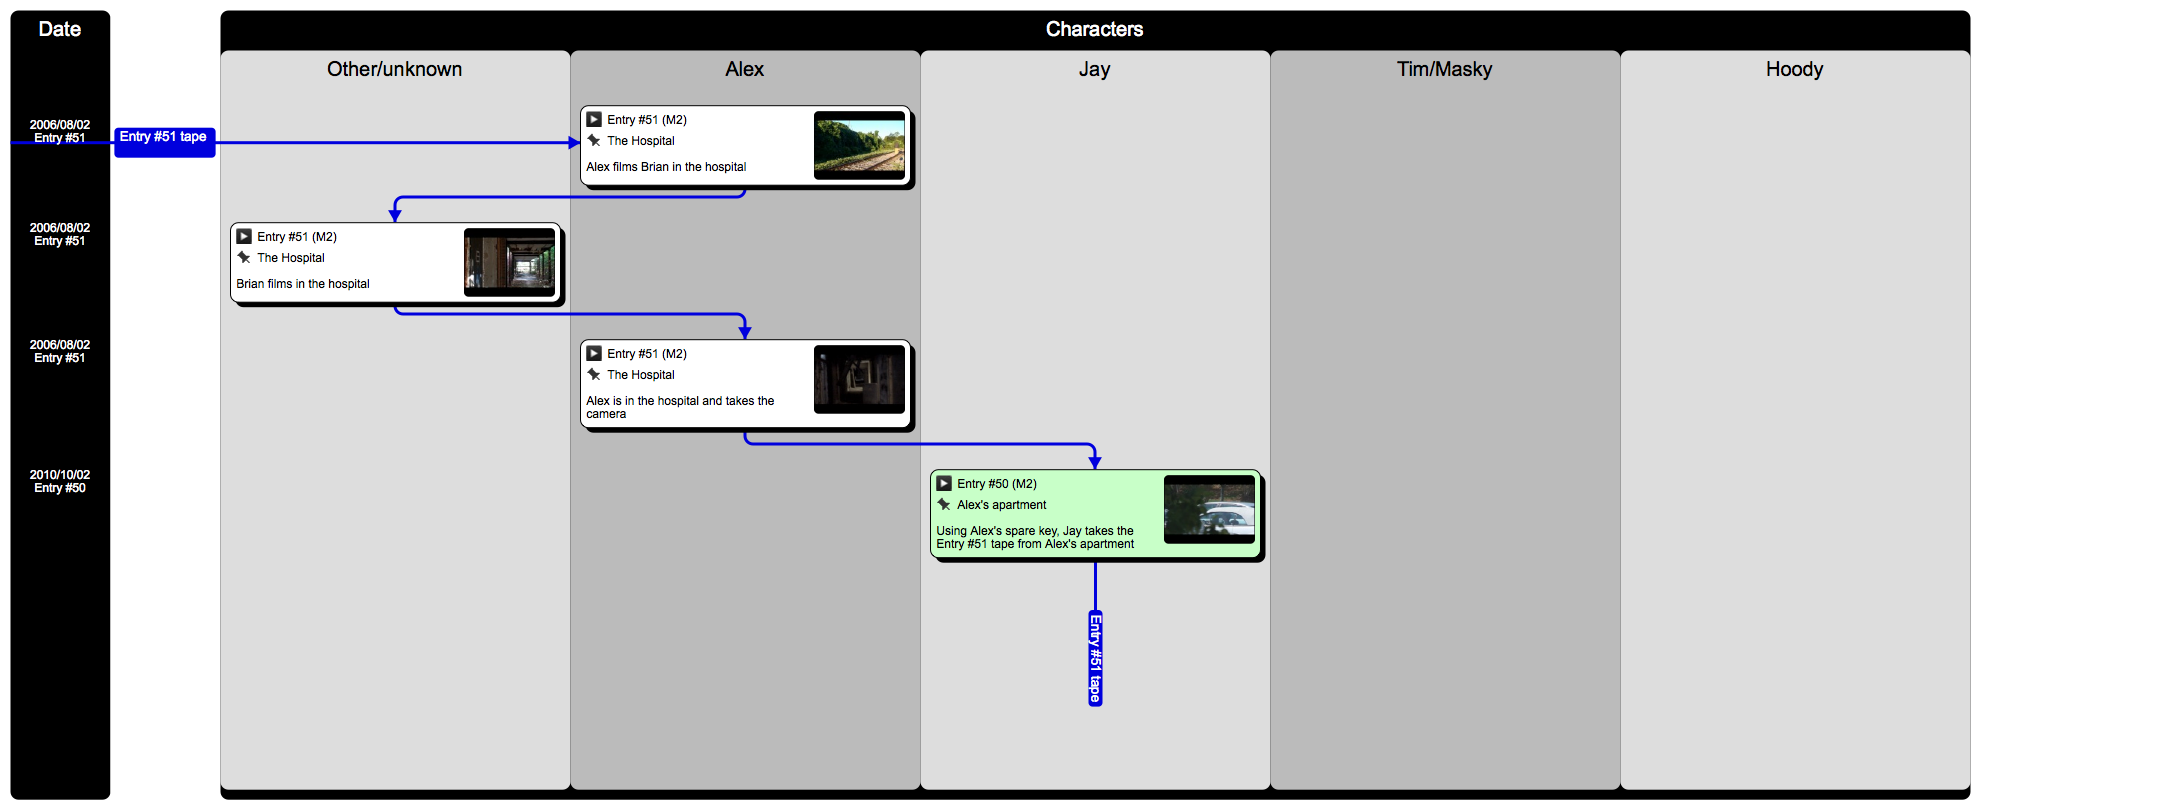 Date
Characters
Other/unknown
Alex
Jay
Tim/Masky
Hoody
2006/08/02
Entry #51
Entry #51 tape
Entry #51 (M2)
The Hospital
Alex films Brian in the hospital
2006/08/02
Entry #51
Entry #51 (M2)
The Hospital
Brian films in the hospital
2006/08/02
Entry #51
Entry #51 (M2)
The Hospital
Alex is in the hospital and takes the
camera
2010/10/02
Entry #50
Entry #50 (M2)
Alex's apartment
Using Alex's spare key, Jay takes the
Entry #51 tape from Alex's apartment
Entry #51 tape